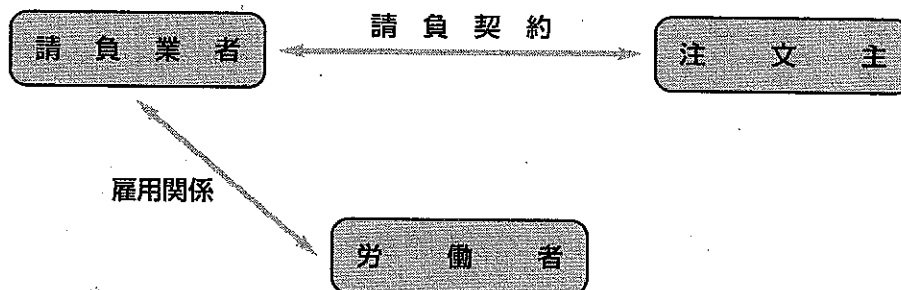 請負契約
請負業者
注文主
雇用関係
労働者